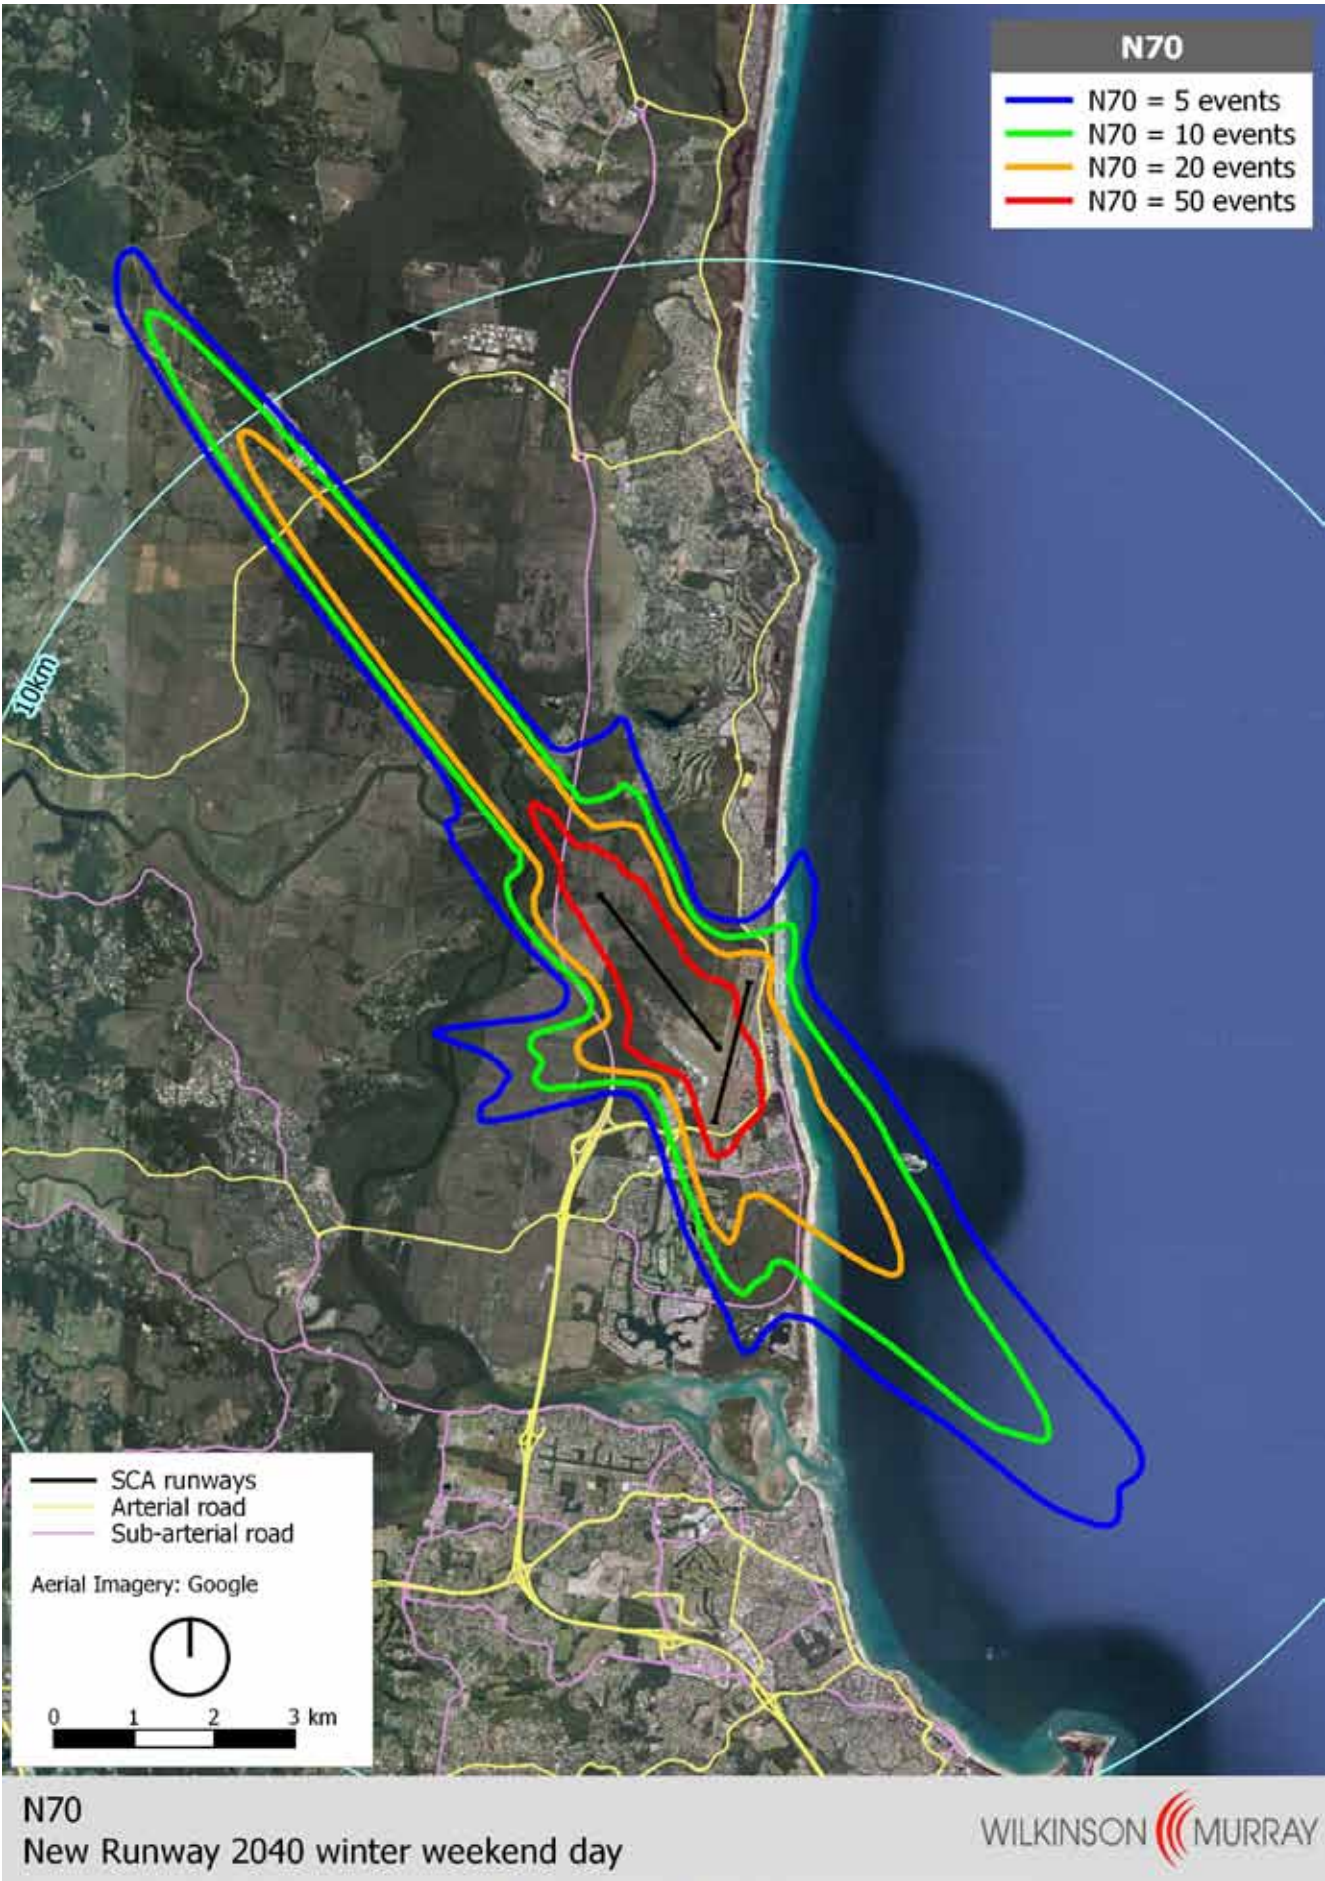 N70
N70 = 5 events
N70 = 10 events
N70 = 20 events
N70 = 50 events
10km
SCA runways
Arterial road
Sub-arterial road
Aerial Imagery: Google
0 1 2 3 km
N70
New Runway 2040 winter weekend day
WILKINSON MURRAY